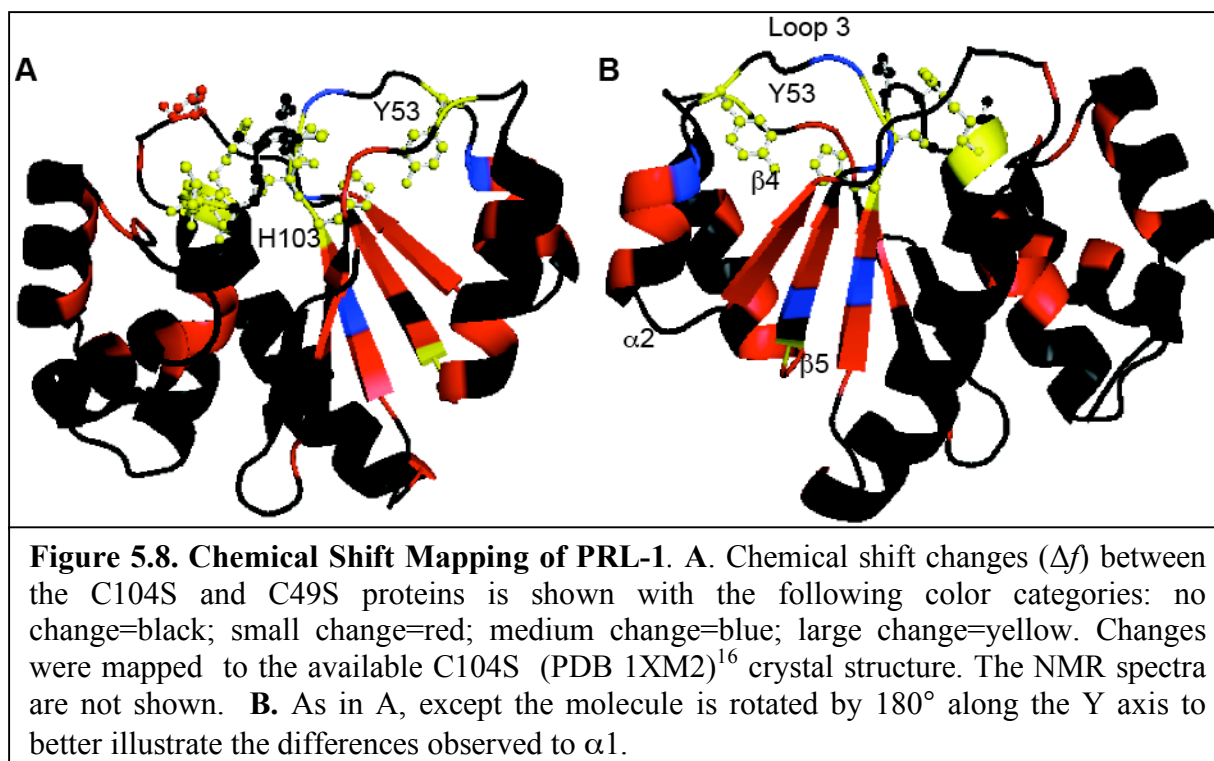 A
Y53
H103
B
Loop 3
Y53
β4
α2
β5
Figure 5.8. Chemical Shift Mapping of PRL-1. A. Chemical shift changes (Δf) between
the C104S and C49S proteins is shown with the following color categories: no
change=black; small change=red; medium change=blue; large change=yellow. Changes
were mapped to the available C104S (PDB 1XM2)16 crystal structure. The NMR spectra
are not shown. B. As in A, except the molecule is rotated by 180° along the Y axis to
better illustrate the differences observed to α1.